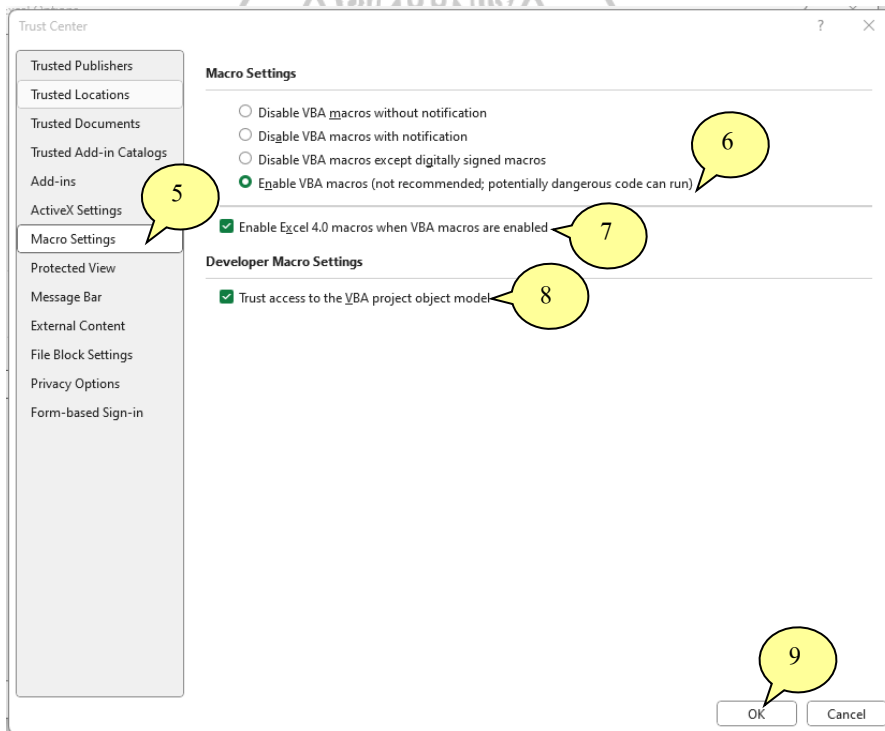 Trust Center ? ×
Trusted Publishers
Trusted Locations
Trusted Documents
Trusted Add-in Catalogs
Add-ins
ActiveX Settings
Macro Settings
Protected View
Message Bar
External Content
File Block Settings
Privacy Options
Form-based Sign-in
5
Macro Settings
Disable VBA macros without notification
Disable VBA macros with notification
Disable VBA macros except digitally signed macros
Enable VBA macros (not recommended; potentially dangerous code can run)
6
Enable Excel 4.0 macros when VBA macros are enabled
7
Developer Macro Settings
Trust access to the VBA project object model
8
9
OK Cancel